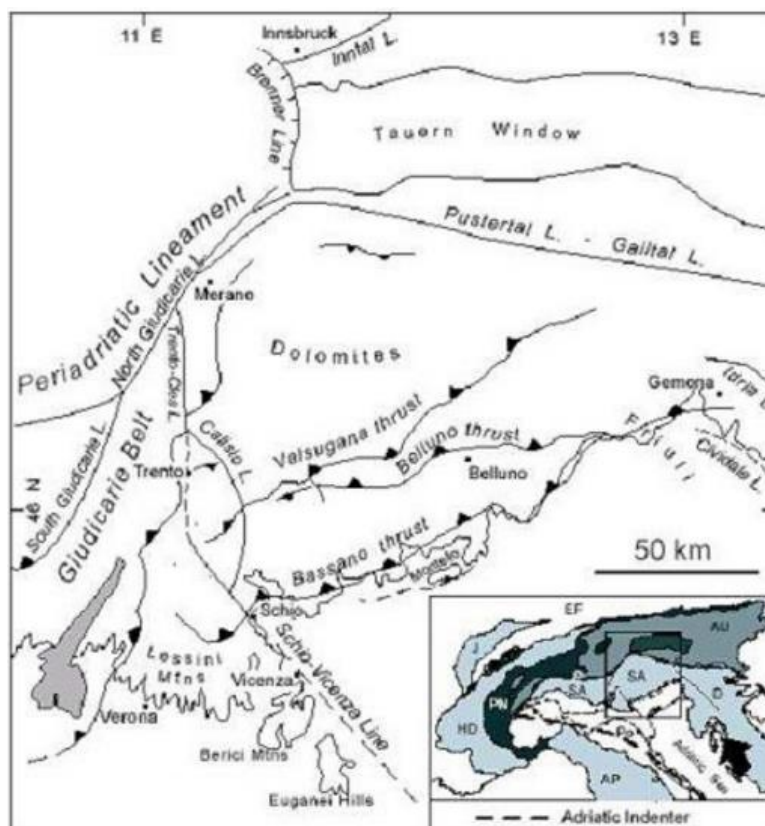 11 E
13 E
Innsbruck
Inntal L.
Brenner Line
Tauern Window
Periadriatic Lineament
North Giudicarie L.
Pustertal L. - Gailtal L.
Merano
Dolomites
Trento-Cles L.
Gemona
Idria
Friuli
Cividale L.
Calisio L.
Valsugana thrust
Belluno thrust
Belluno
Trento
South Giudicarie L.
Giudicarie Belt
46 N
Bassano thrust
Montello
50 km
Schio
Schio-Vicenza Line
Lessini
Mtns
Vicenza
Verona
Berici Mtns
Euganei Hills
EF
J
AU
SA
SA
PN
HD
D
Po
Adriatic Sea
AP
Adriatic Indenter